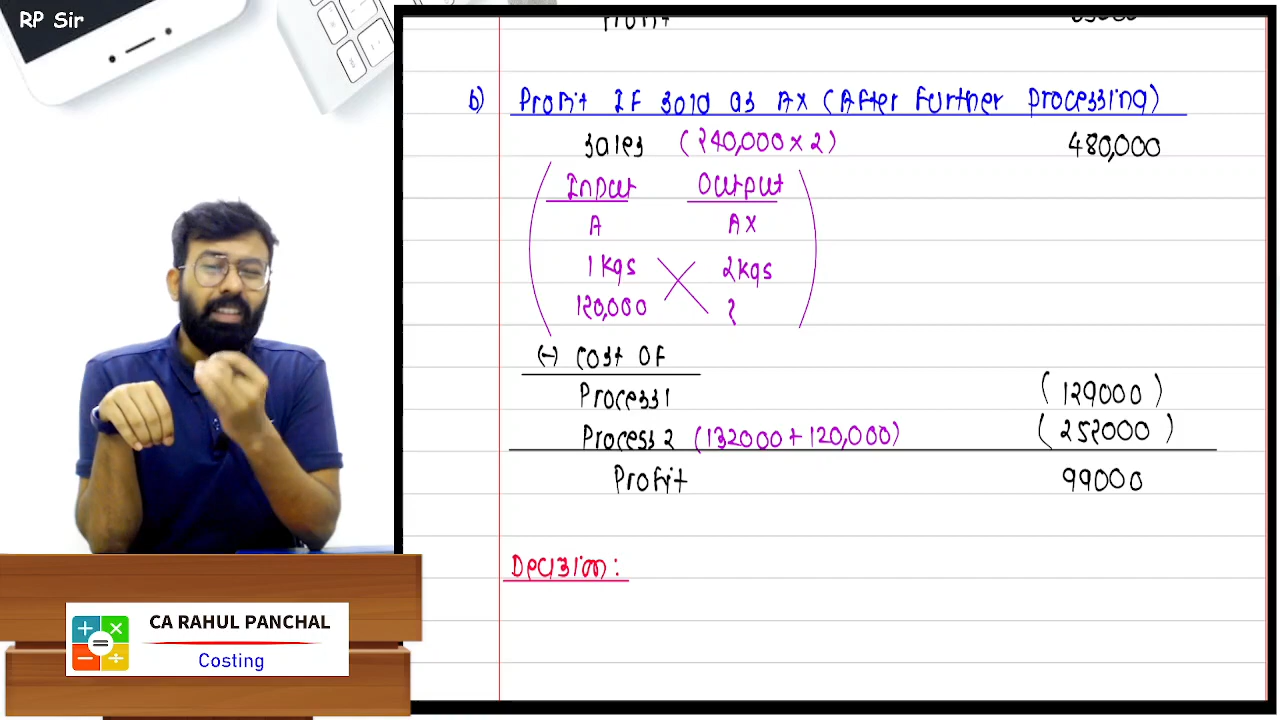 RP Sir
Profit
b) Profit If sold as AX (After further processing)
Sales (240,000 x 2) 480,000
Input Output
A AX
1 kgs 2 kgs
120,000 ?
(-) Cost Of
Process 1 (129000)
Process 2 (132000 + 120,000) (252000)
Profit 99000
Decision:
CA RAHUL PANCHAL
Costing